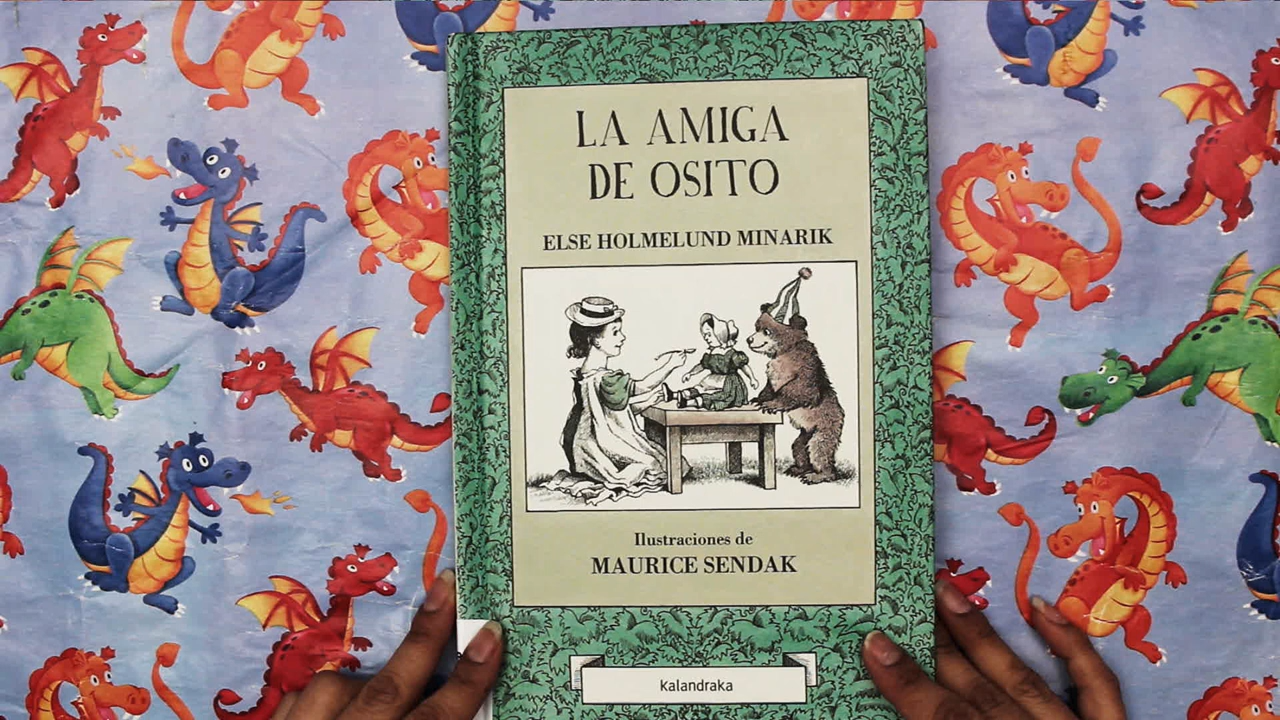 LA AMIGA
DE OSITO
ELSE HOLMELUND MINARIK
Ilustraciones de
MAURICE SENDAK
Kalandraka